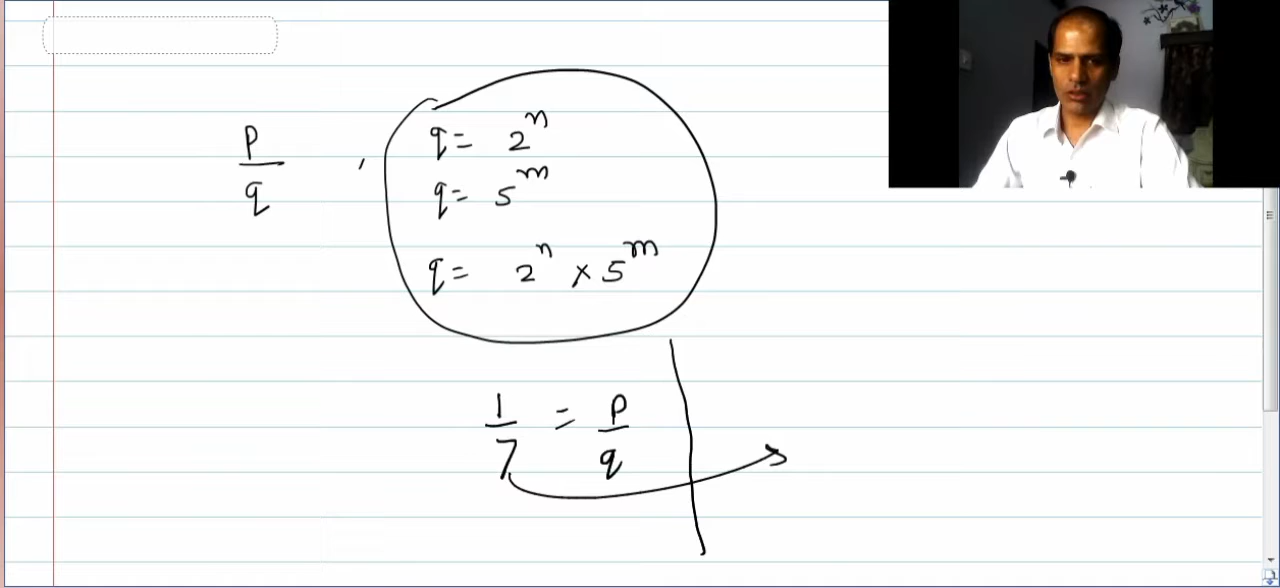 p/q , q = 2^n
q = 5^m
q = 2^n × 5^m
1/7 = p/q